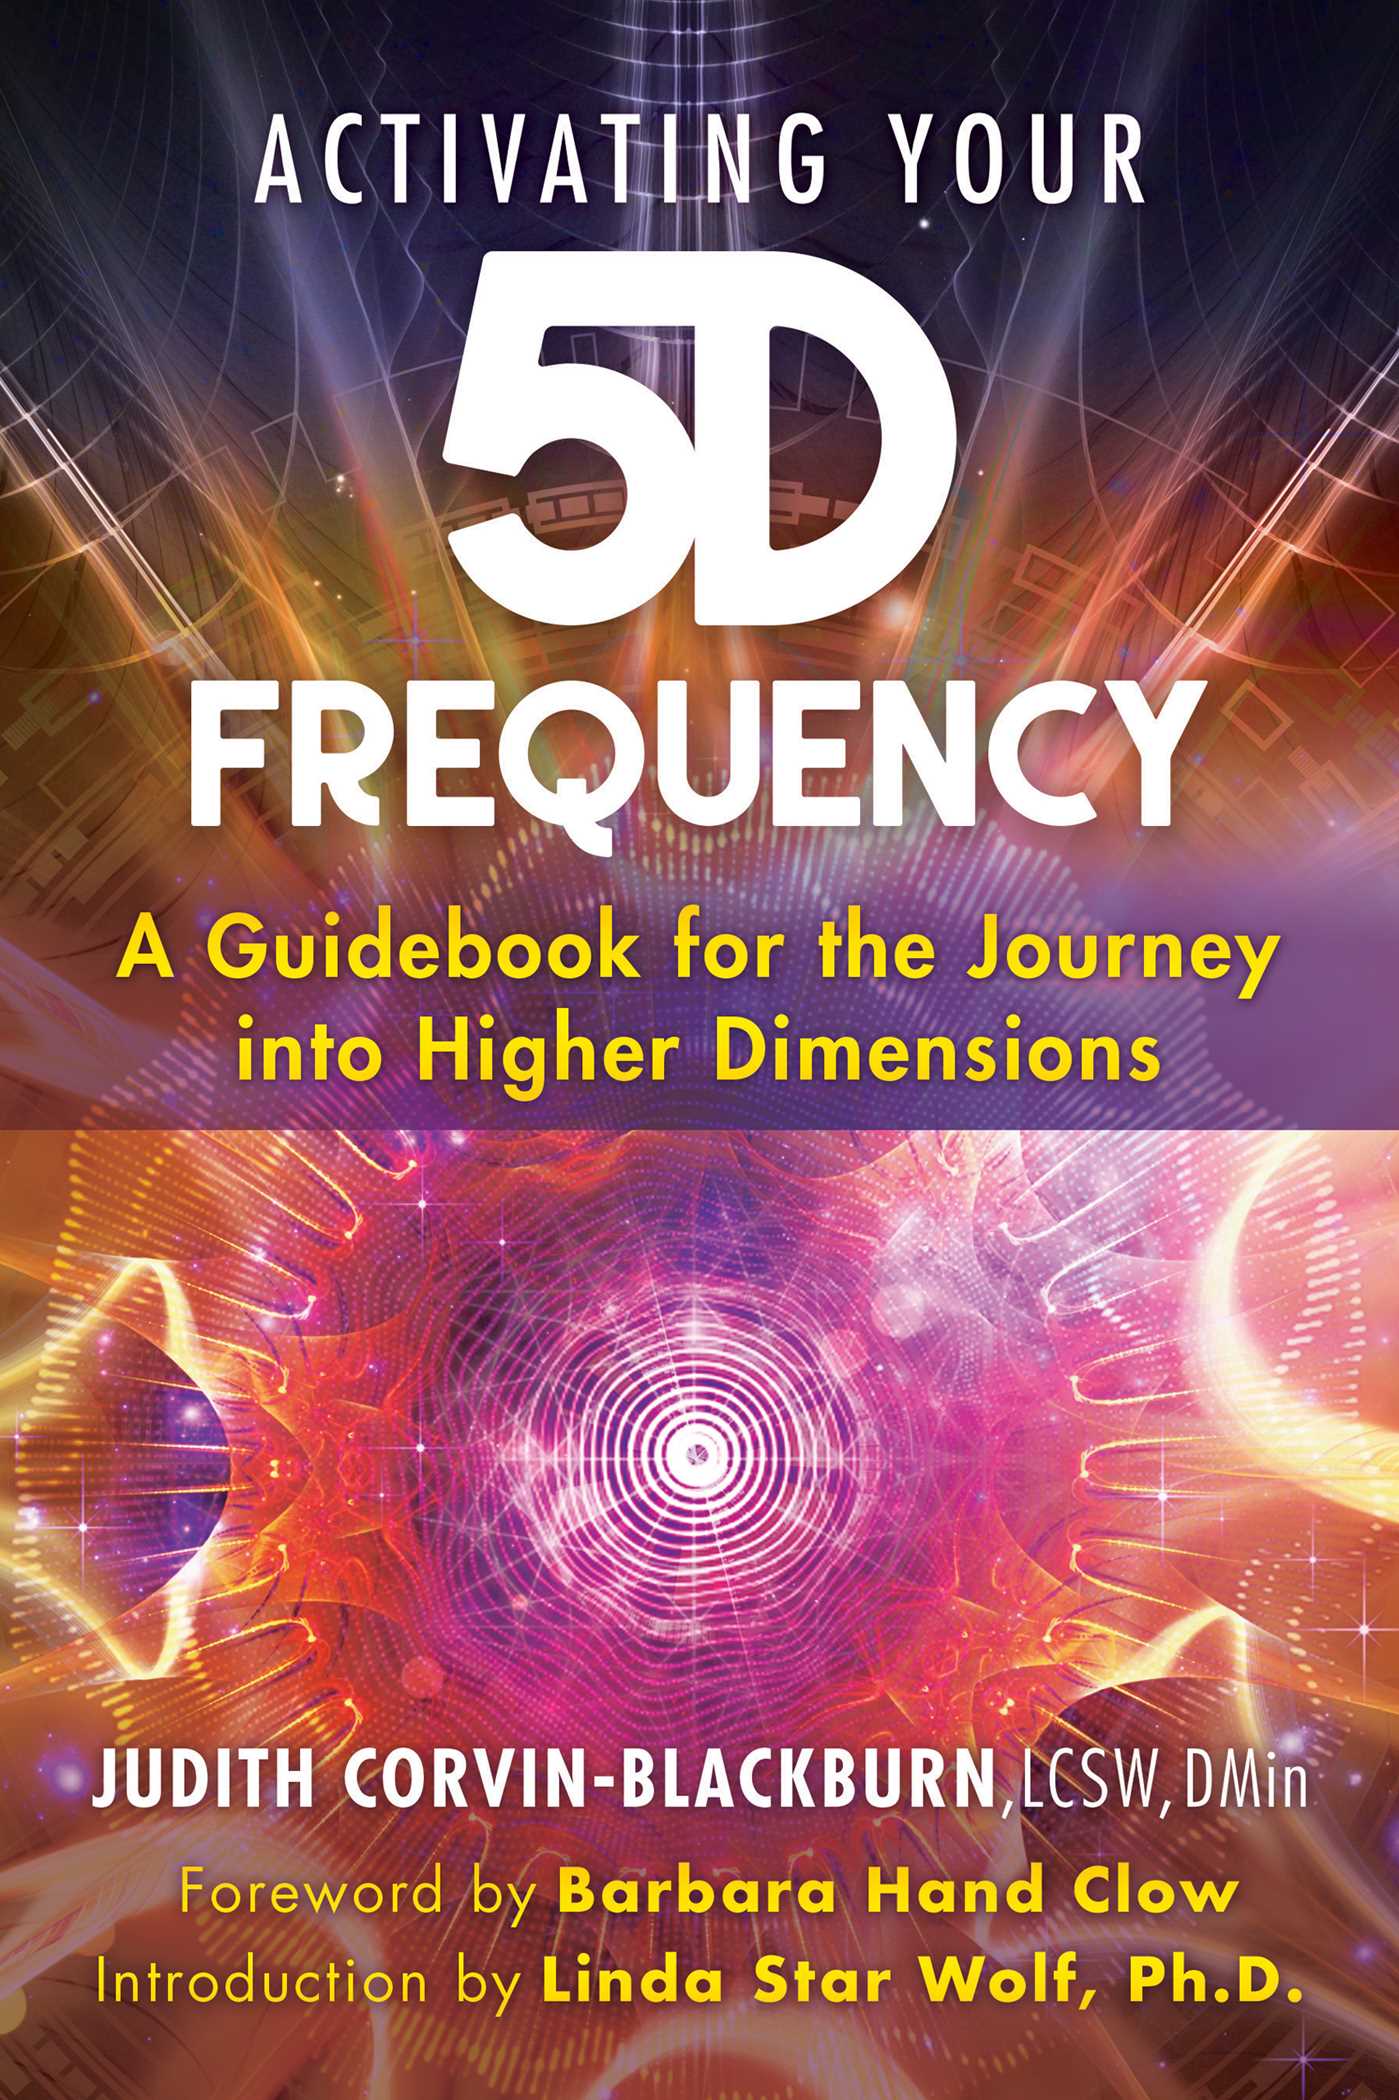 ACTIVATING YOUR
5D
FREQUENCY
A Guidebook for the Journey
into Higher Dimensions
JUDITH CORVIN-BLACKBURN, LCSW, DMin
Foreword by Barbara Hand Clow
Introduction by Linda Star Wolf, Ph.D.